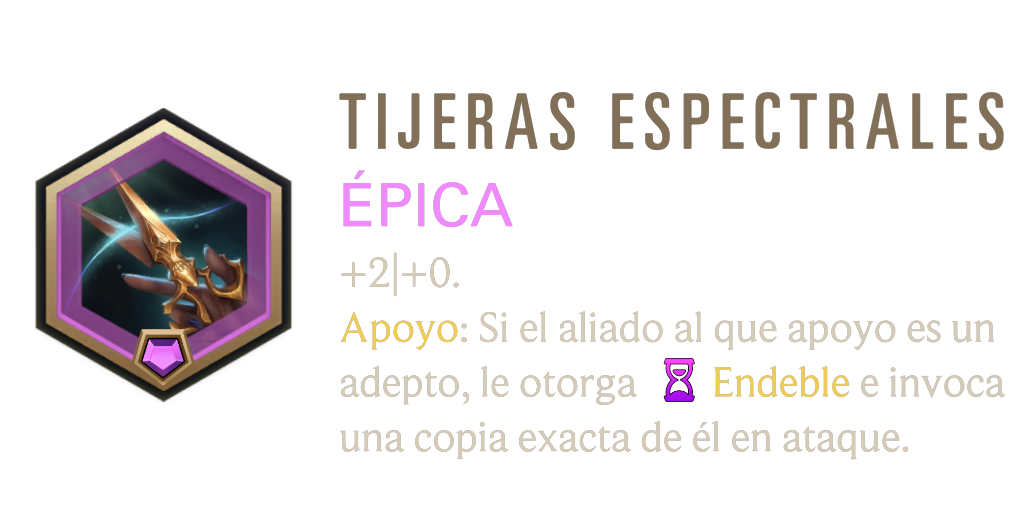 TIJERAS ESPECTRALES
ÉPICA
+2|+0.
Apoyo: Si el aliado al que apoyo es un
adepto, le otorga Endeble e invoca
una copia exacta de él en ataque.